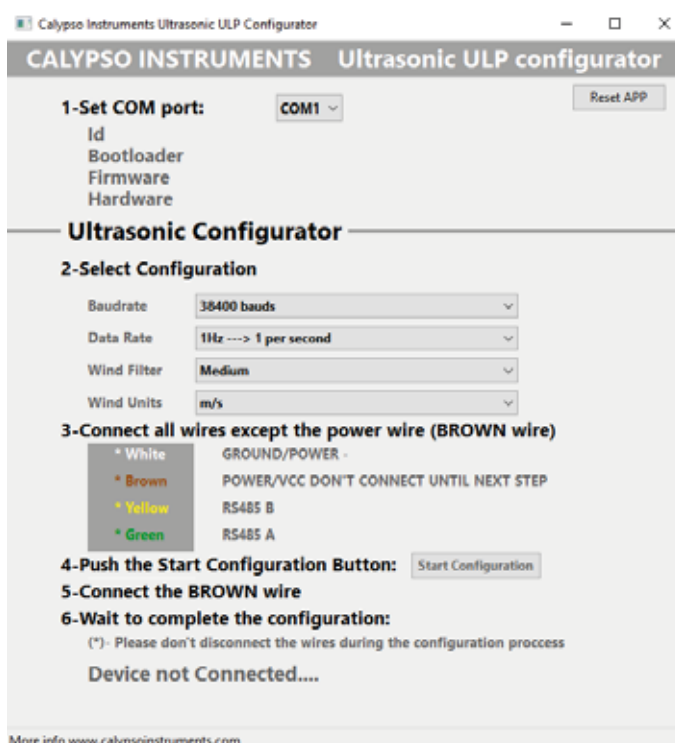 Calypso Instruments Ultrasonic ULP Configurator
CALYPSO INSTRUMENTS Ultrasonic ULP configurator
Reset APP
1-Set COM port: COM1
Id
Bootloader
Firmware
Hardware
Ultrasonic Configurator
2-Select Configuration
Baudrate 38400 bauds
Data Rate 1Hz ---> 1 per second
Wind Filter Medium
Wind Units m/s
3-Connect all wires except the power wire (BROWN wire)
* White GROUND/POWER -
* Brown POWER/VCC DON'T CONNECT UNTIL NEXT STEP
* Yellow RS485 B
* Green RS485 A
4-Push the Start Configuration Button: Start Configuration
5-Connect the BROWN wire
6-Wait to complete the configuration:
(*)- Please don't disconnect the wires during the configuration proccess
Device not Connected....
More info www.calypsoinstruments.com